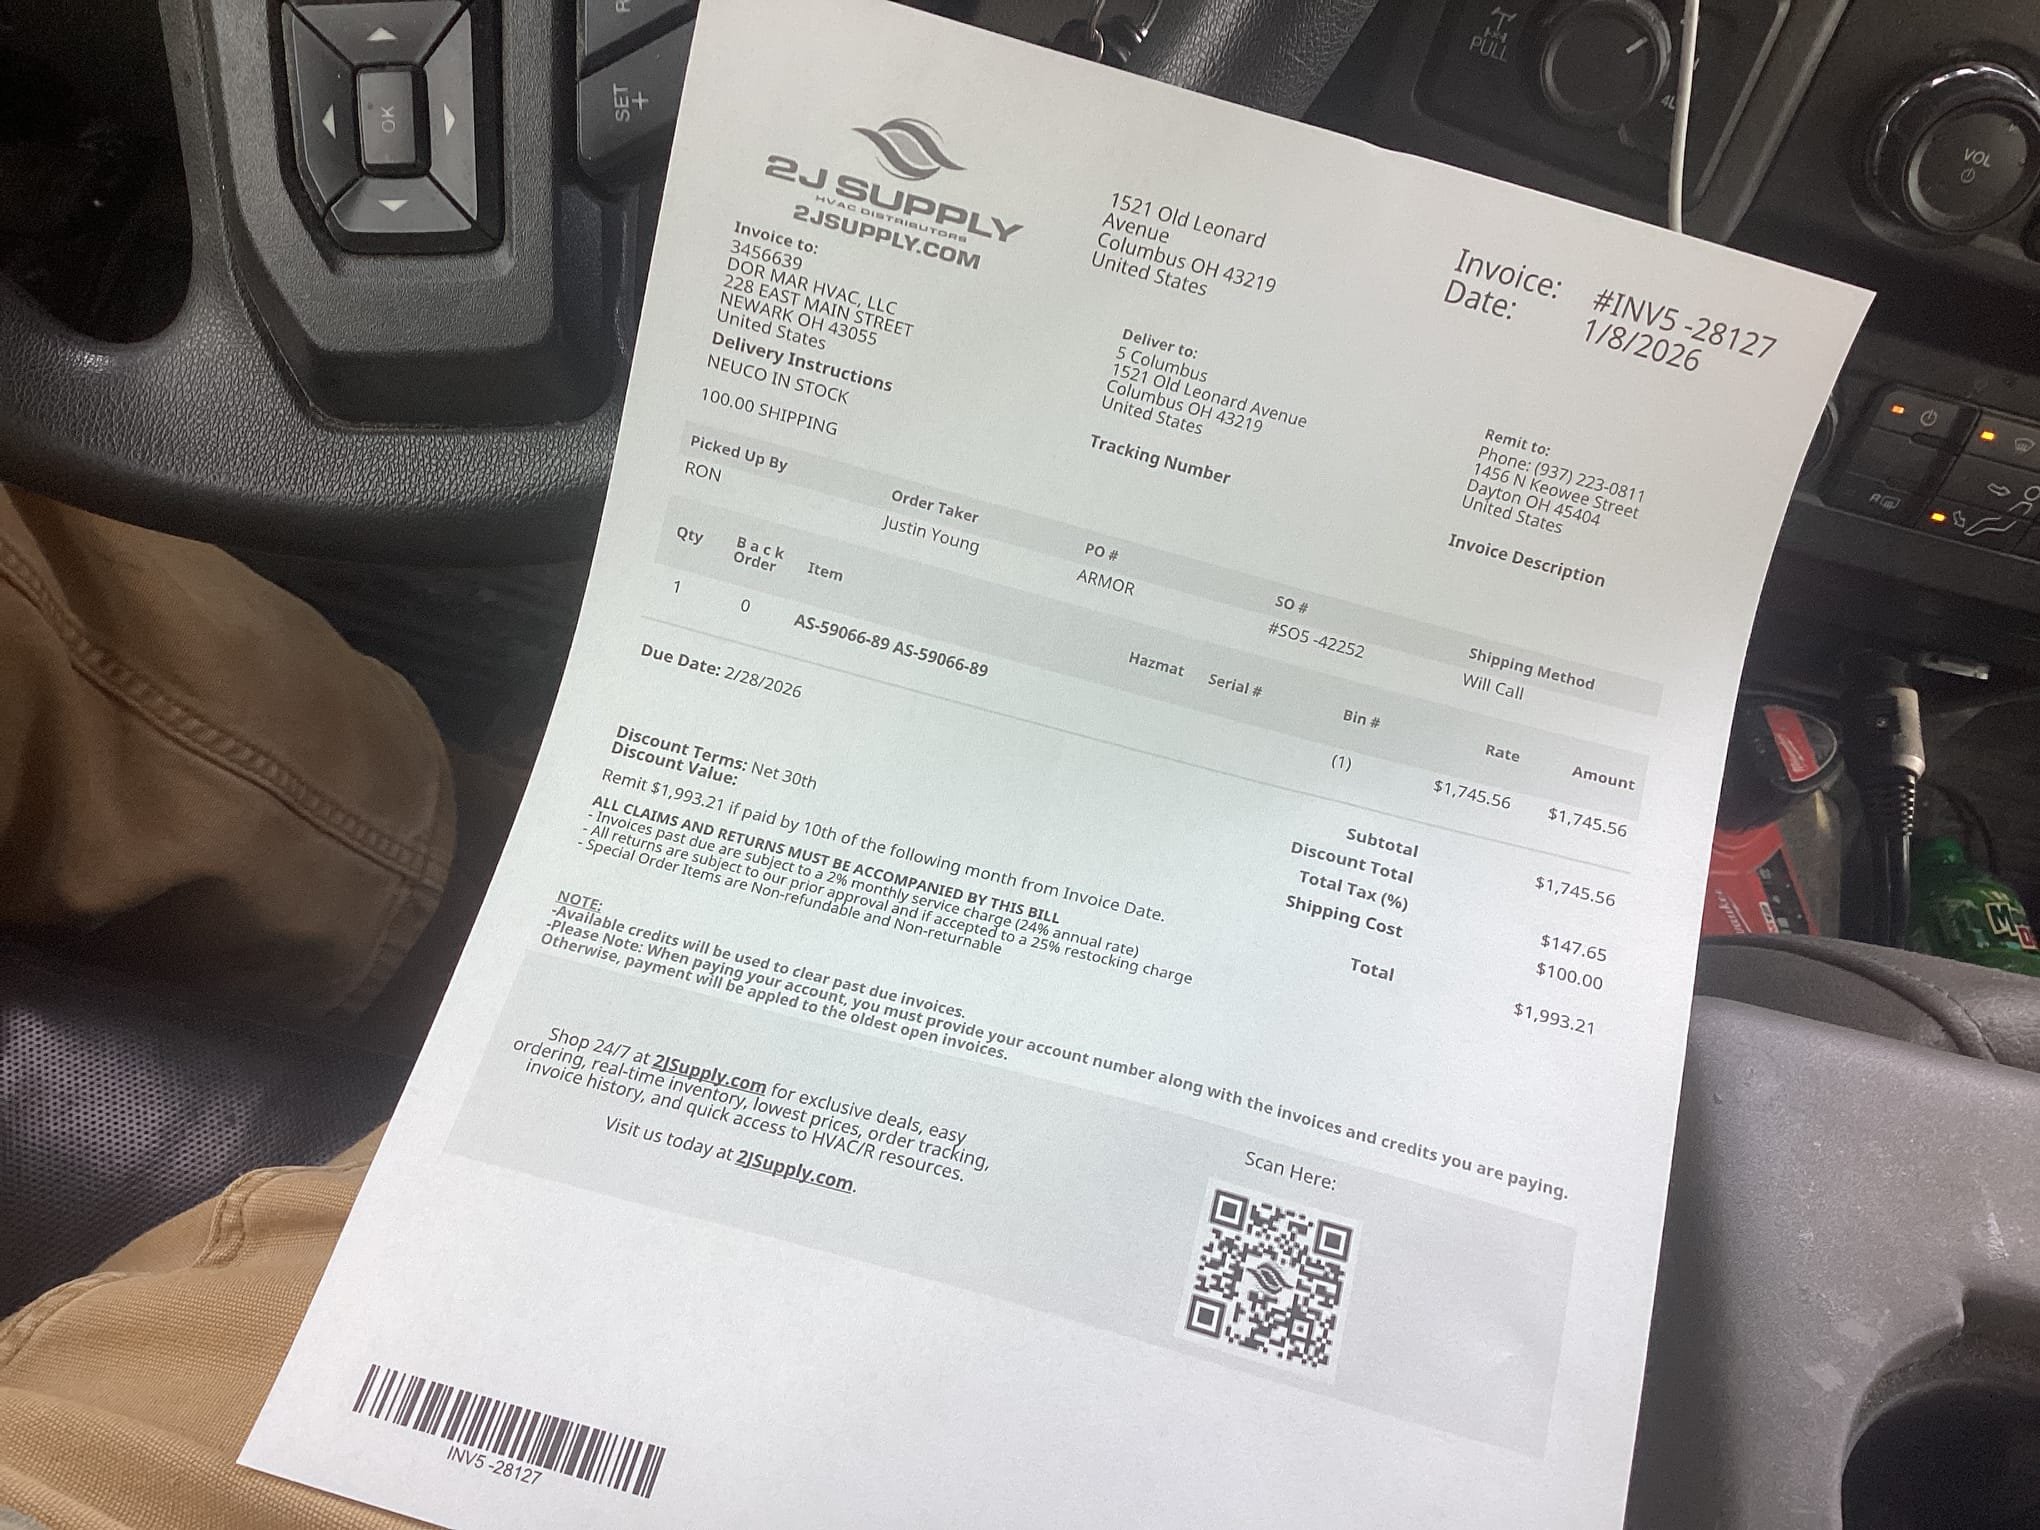 OK
SET
+
PULL
4L
VOL
2J SUPPLY
HVAC DISTRIBUTORS
2JSUPPLY.COM
1521 Old Leonard
Avenue
Columbus OH 43219
United States
Invoice: #INV5 -28127
Date: 1/8/2026
Invoice to:
3456639
DOR MAR HVAC, LLC
228 EAST MAIN STREET
NEWARK OH 43055
United States
Deliver to:
5 Columbus
1521 Old Leonard Avenue
Columbus OH 43219
United States
Remit to:
Phone: (937) 223-0811
1456 N Keowee Street
Dayton OH 45404
United States
Delivery Instructions
NEUCO IN STOCK
100.00 SHIPPING
Tracking Number
Invoice Description
Picked Up By Order Taker PO # SO # Shipping Method
RON Justin Young ARMOR #SO5 -42252 Will Call
Qty Back Order Item Hazmat Serial # Bin # Rate Amount
1 0 AS-59066-89 AS-59066-89 (1) $1,745.56 $1,745.56
Due Date: 2/28/2026
Discount Terms: Net 30th
Discount Value:
Remit $1,993.21 if paid by 10th of the following month from Invoice Date.
ALL CLAIMS AND RETURNS MUST BE ACCOMPANIED BY THIS BILL
- Invoices past due are subject to a 2% monthly service charge (24% annual rate)
- All returns are subject to our prior approval and if accepted to a 25% restocking charge
- Special Order Items are Non-refundable and Non-returnable
Subtotal $1,745.56
Discount Total
Total Tax (%) $147.65
Shipping Cost $100.00
Total $1,993.21
NOTE:
-Available credits will be used to clear past due invoices.
-Please Note: When paying your account, you must provide your account number along with the invoices and credits you are paying.
Otherwise, payment will be appled to the oldest open invoices.
Shop 24/7 at 2JSupply.com for exclusive deals, easy
ordering, real-time inventory, lowest prices, order tracking,
invoice history, and quick access to HVAC/R resources.
Visit us today at 2JSupply.com.
Scan Here:
INV5 -28127